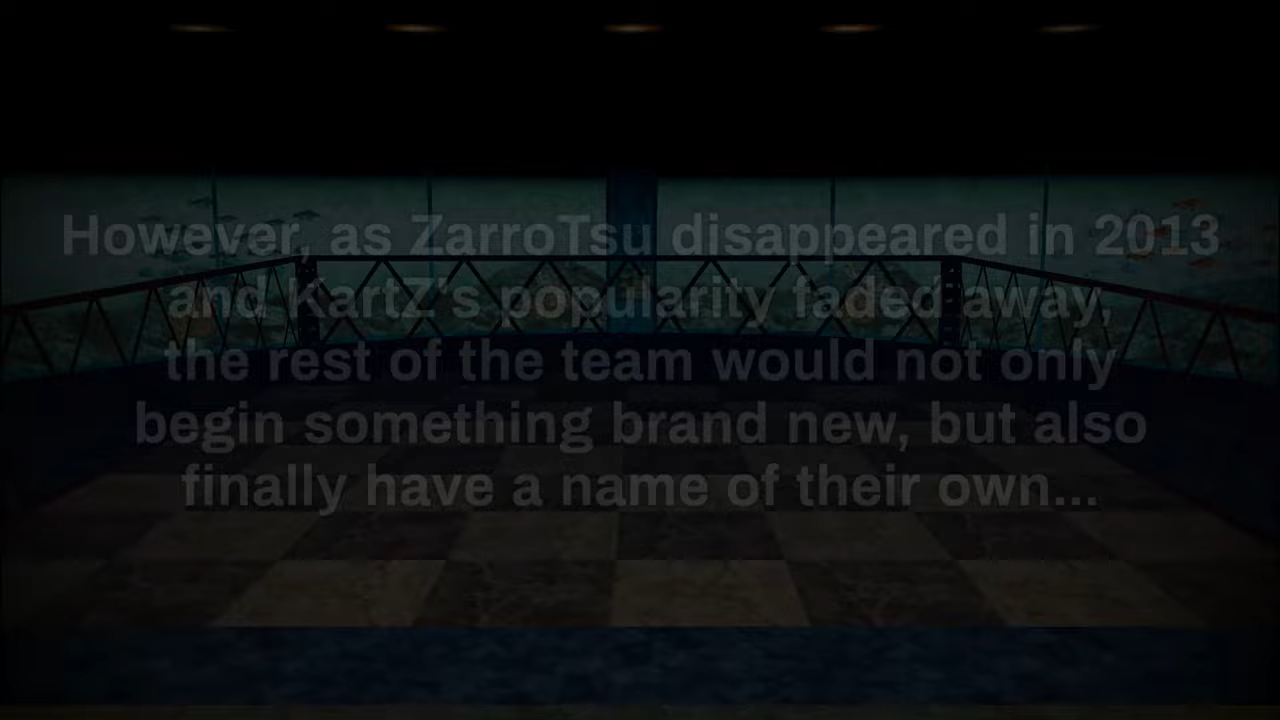 However, as ZarroTsu disappeared in 2013
and KartZ's popularity faded away,
the rest of the team would not only
begin something brand new, but also
finally have a name of their own...